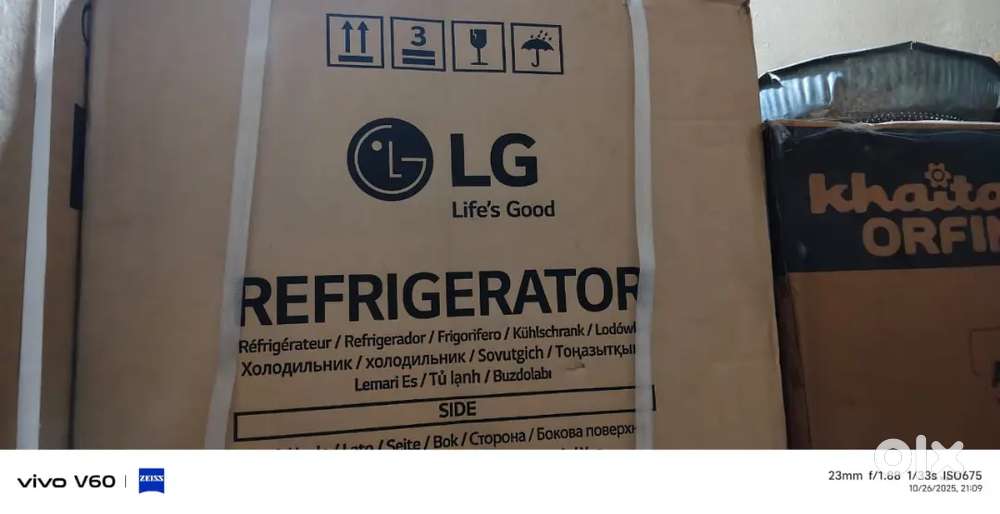 3
LG
Life's Good
REFRIGERATOR
Réfrigérateur / Refrigerador / Frigorifero / Kühlschrank / Lodówk
Холодильник / холодильник / Sovutgich / Тоңазытқыш
Lemari Es / Tủ lạnh / Buzdolabı
SIDE
/ Lato / Seite / Bok / Сторона / Бокова поверхн
khaita
ORFIN
olx
vivo V60 | ZEISS
23mm f/1.88 1/33s ISO675
10/26/2025, 21:09